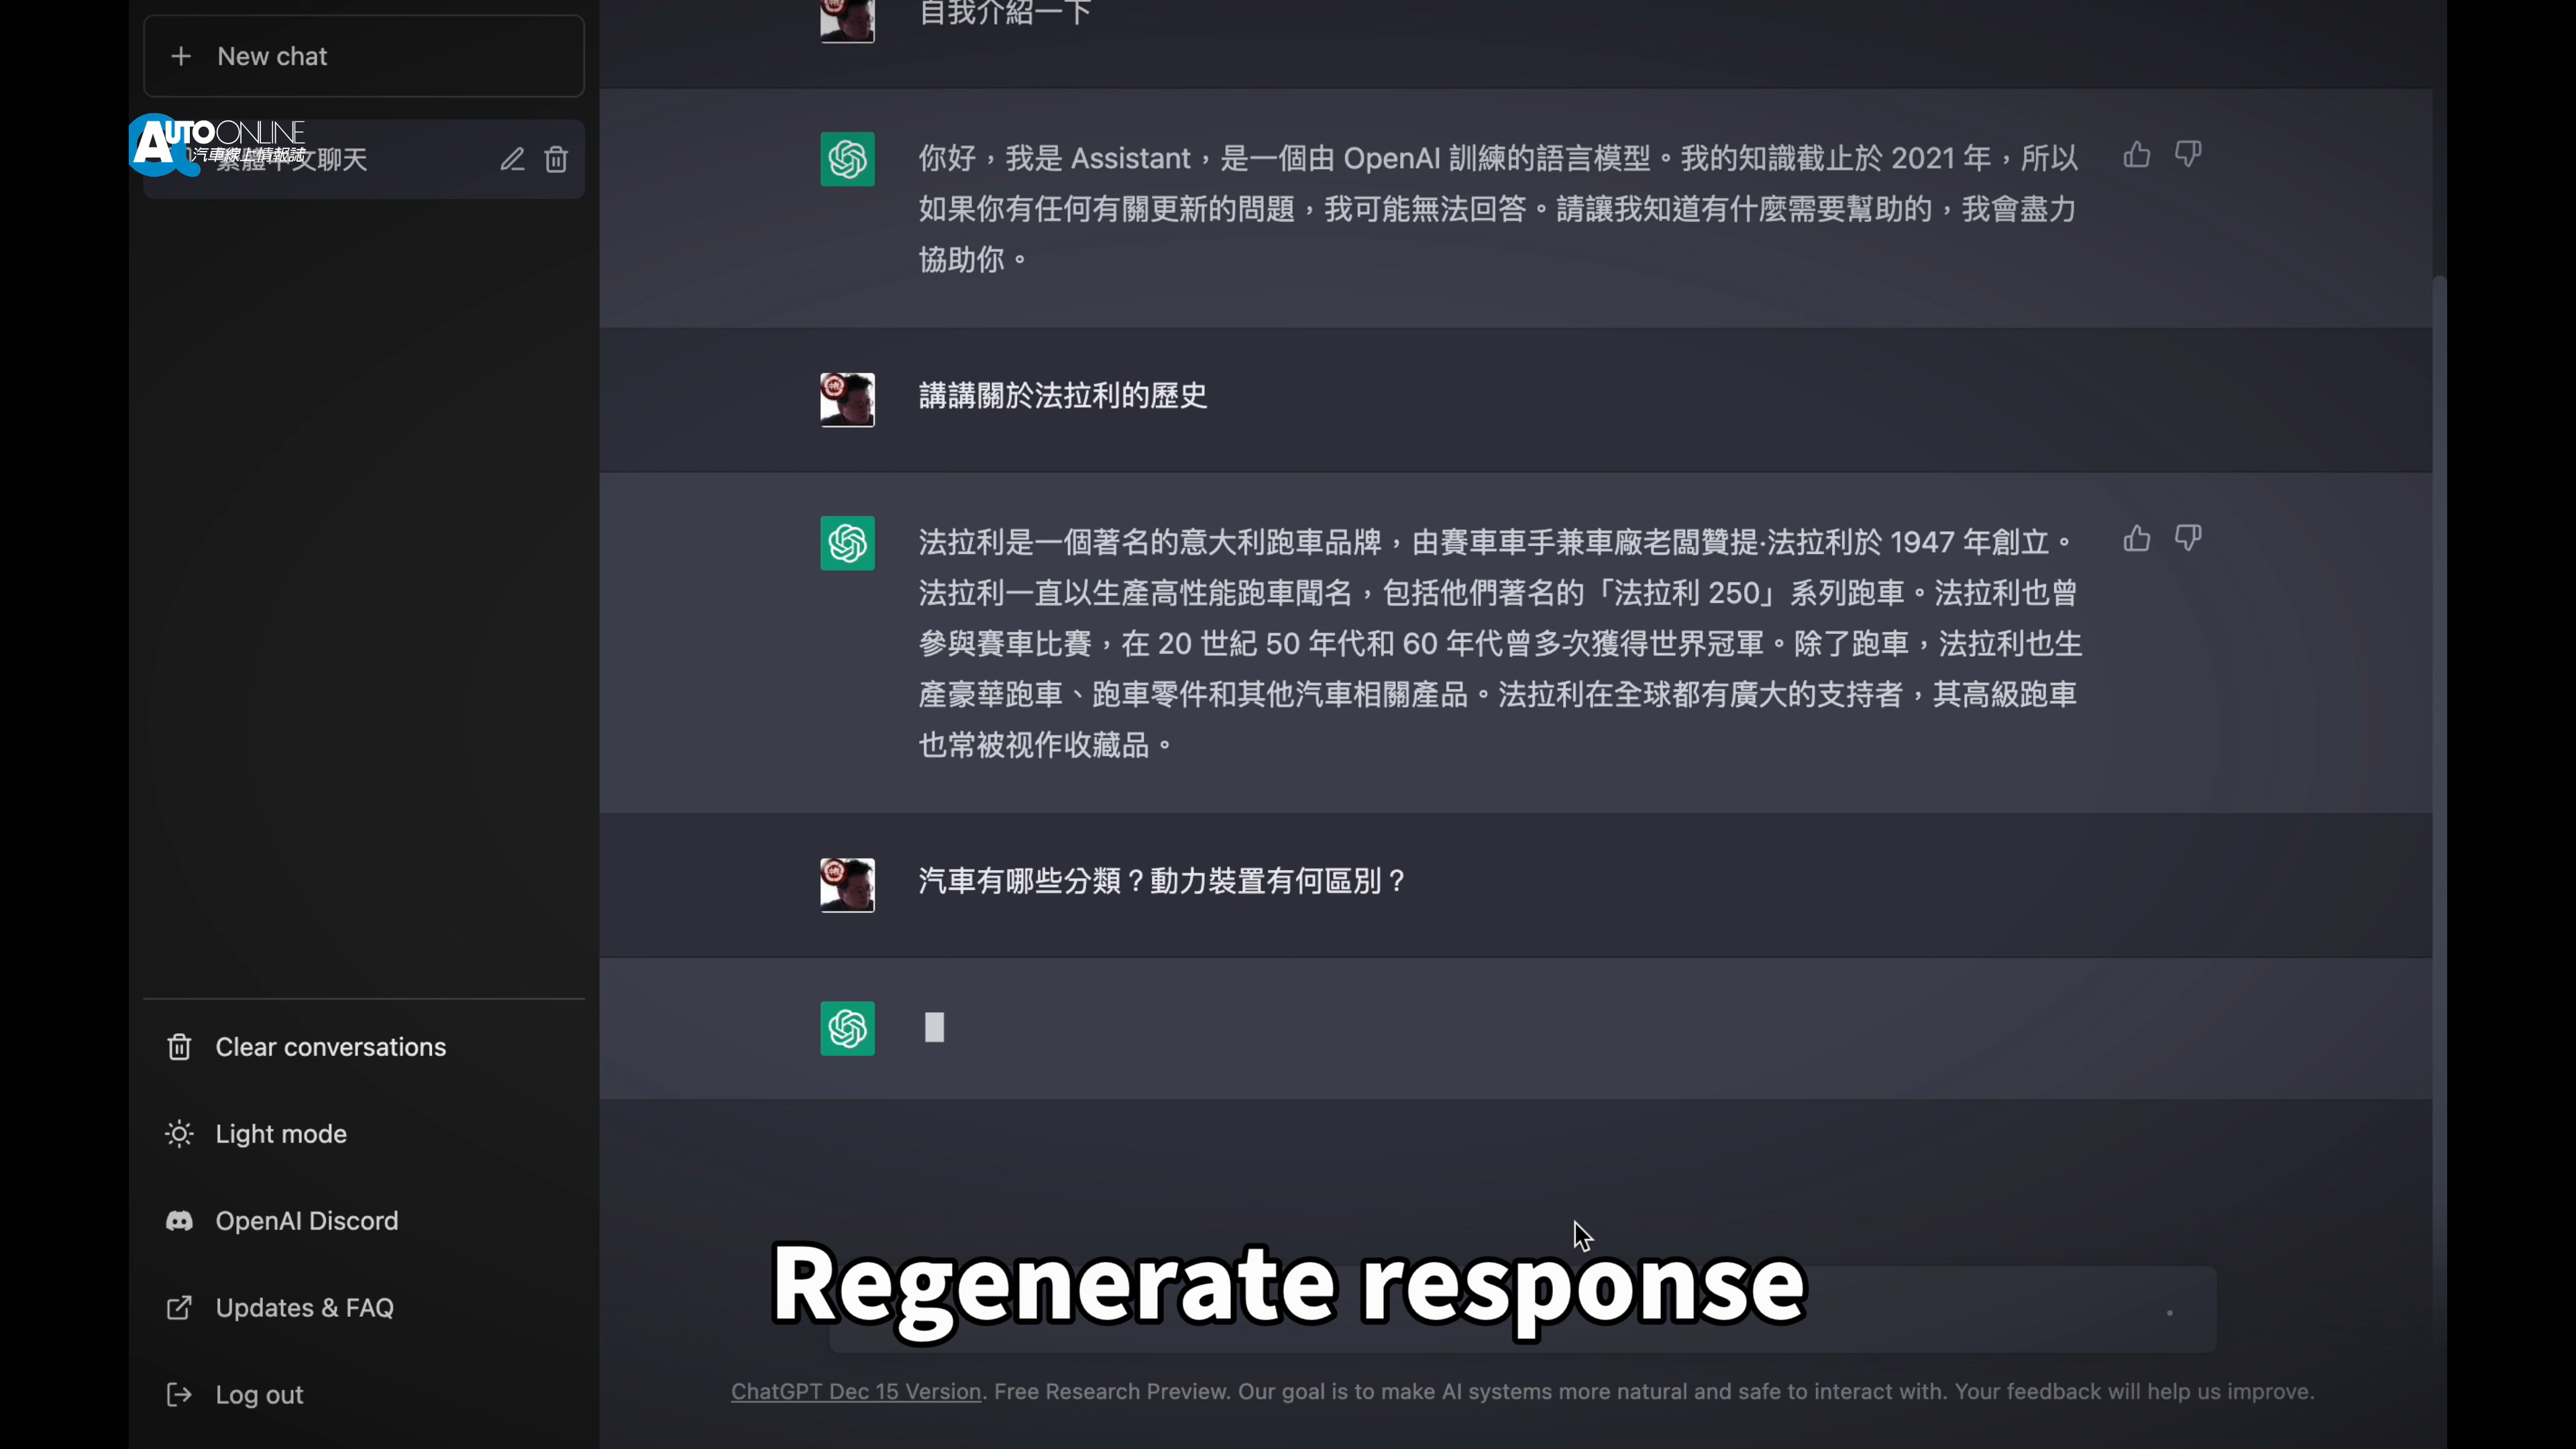 New chat
AUTO ONLINE
汽車線上情報誌
繁體中文聊天
Clear conversations
Light mode
OpenAI Discord
Updates & FAQ
Log out
自我介紹一下
你好，我是 Assistant，是一個由 OpenAI 訓練的語言模型。我的知識截止於 2021 年，所以
如果你有任何有關更新的問題，我可能無法回答。請讓我知道有什麼需要幫助的，我會盡力
協助你。
講講關於法拉利的歷史
法拉利是一個著名的意大利跑車品牌，由賽車車手兼車廠老闆贊提·法拉利於 1947 年創立。
法拉利一直以生產高性能跑車聞名，包括他們著名的「法拉利 250」系列跑車。法拉利也曾
參與賽車比賽，在 20 世紀 50 年代和 60 年代曾多次獲得世界冠軍。除了跑車，法拉利也生
產豪華跑車、跑車零件和其他汽車相關產品。法拉利在全球都有廣大的支持者，其高級跑車
也常被视作收藏品。
汽車有哪些分類？動力裝置有何區別？
Regenerate response
ChatGPT Dec 15 Version. Free Research Preview. Our goal is to make AI systems more natural and safe to interact with. Your feedback will help us improve.